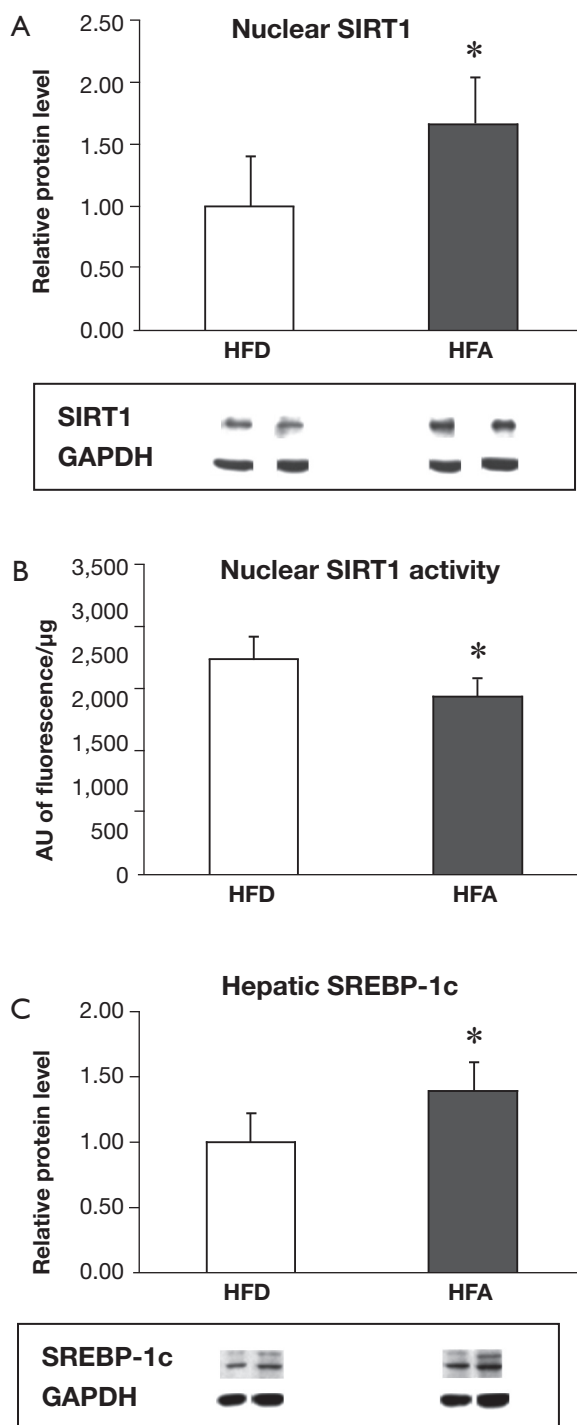 A
Nuclear SIRT1
Relative protein level
2.50
2.00
1.50
1.00
0.50
0.00
*
HFD HFA
SIRT1
GAPDH
B
Nuclear SIRT1 activity
AU of fluorescence/µg
3,500
3,000
2,500
2,000
1,500
1,000
500
0
*
HFD HFA
C
Hepatic SREBP-1c
Relative protein level
2.00
1.50
1.00
0.50
0.00
*
HFD HFA
SREBP-1c
GAPDH